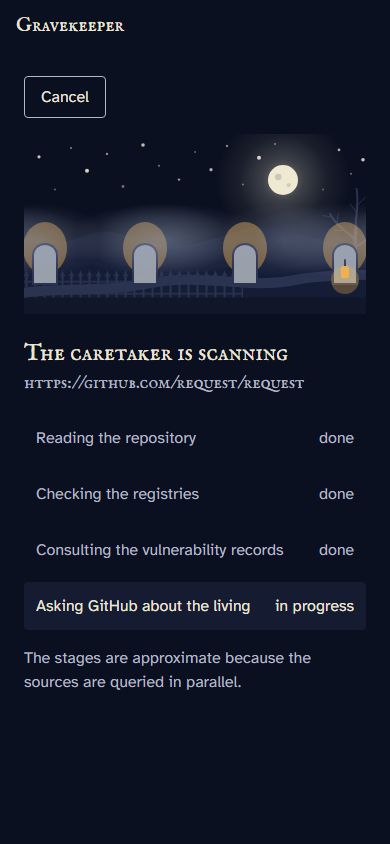 Gravekeeper
Cancel
The caretaker is scanning
https://github.com/request/request
Reading the repository done
Checking the registries done
Consulting the vulnerability records done
Asking GitHub about the living in progress
The stages are approximate because the
sources are queried in parallel.